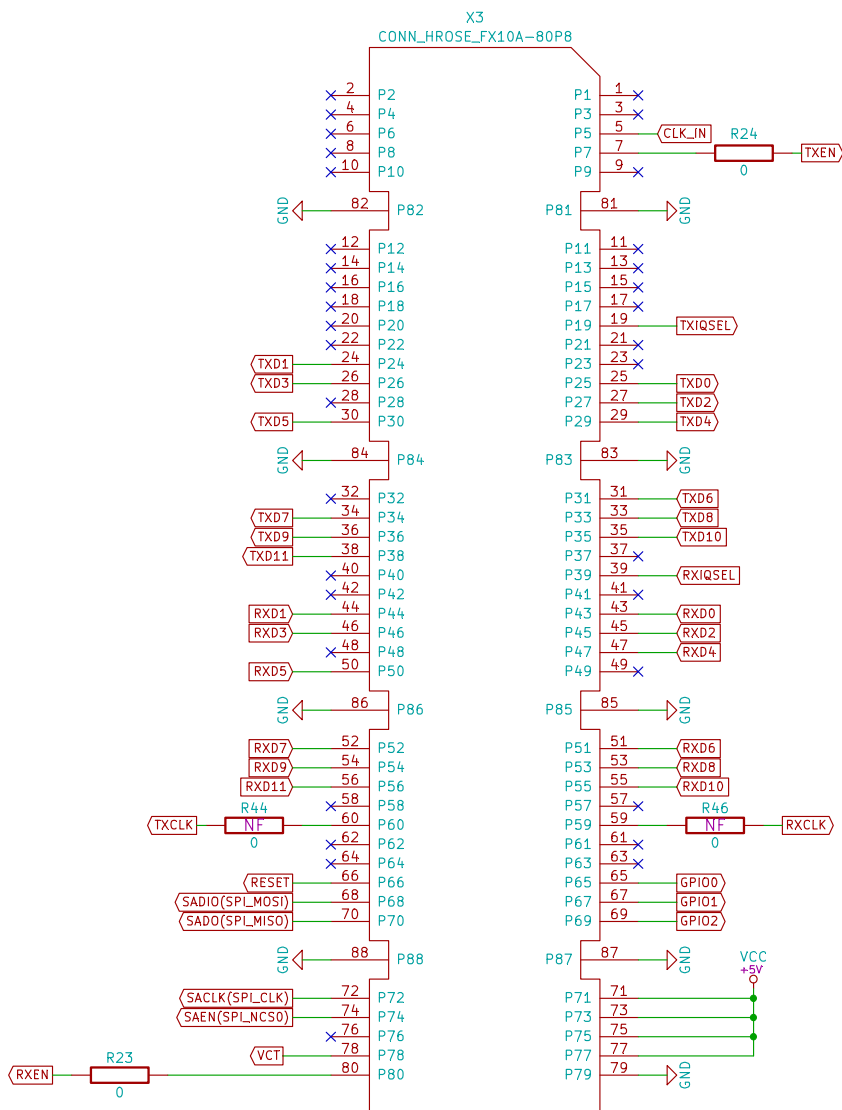 X3
CONN_HROSE_FX10A-80P8
2 P2 P1 1
4 P4 P3 3
6 P6 P5 5 CLK_IN R24
8 P8 P7 7 TXEN
10 P10 P9 9 0
GND 82 P82 P81 81 GND
12 P12 P11 11
14 P14 P13 13
16 P16 P15 15
18 P18 P17 17
20 P20 P19 19 TXIQSEL
22 P22 P21 21
TXD1 24 P24 P23 23
TXD3 26 P26 P25 25 TXD0
28 P28 P27 27 TXD2
TXD5 30 P30 P29 29 TXD4
GND 84 P84 P83 83 GND
32 P32 P31 31 TXD6
TXD7 34 P34 P33 33 TXD8
TXD9 36 P36 P35 35 TXD10
TXD11 38 P38 P37 37
40 P40 P39 39 RXIQSEL
42 P42 P41 41
RXD1 44 P44 P43 43 RXD0
RXD3 46 P46 P45 45 RXD2
48 P48 P47 47 RXD4
RXD5 50 P50 P49 49
GND 86 P86 P85 85 GND
RXD7 52 P52 P51 51 RXD6
RXD9 54 P54 P53 53 RXD8
RXD11 56 P56 P55 55 RXD10
R44 58 P58 P57 57 R46
TXCLK NF 60 P60 P59 59 NF RXCLK
0 62 P62 P61 61 0
64 P64 P63 63
RESET 66 P66 P65 65 GPIO0
SADIO(SPI_MOSI) 68 P68 P67 67 GPIO1
SADO(SPI_MISO) 70 P70 P69 69 GPIO2
GND 88 P88 P87 87 GND VCC
+5V
SACLK(SPI_CLK) 72 P72 P71 71
SAEN(SPI_NCS0) 74 P74 P73 73
76 P76 P75 75
R23 VCT 78 P78 P77 77
RXEN 80 P80 P79 79 GND
0